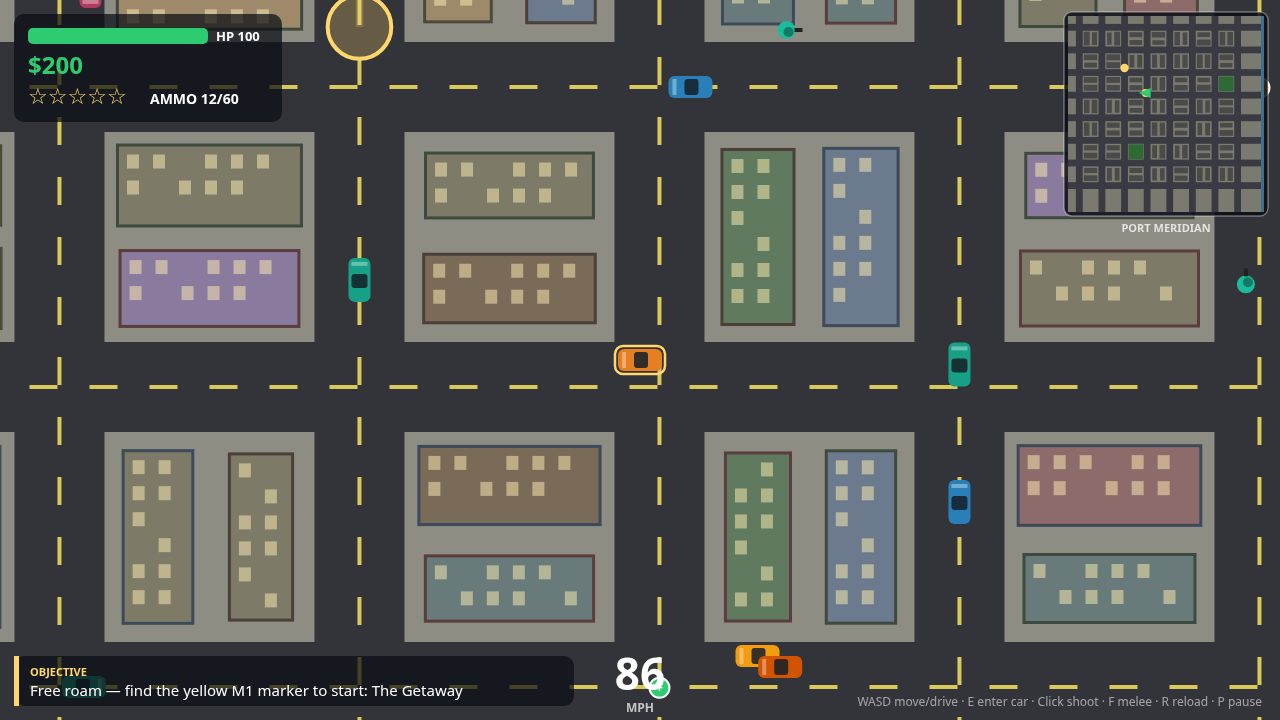 HP 100
$200
☆☆☆☆☆ AMMO 12/60
PORT MERIDIAN
OBJECTIVE
Free roam — find the yellow M1 marker to start: The Getaway
86
MPH
WASD move/drive · E enter car · Click shoot · F melee · R reload · P pause